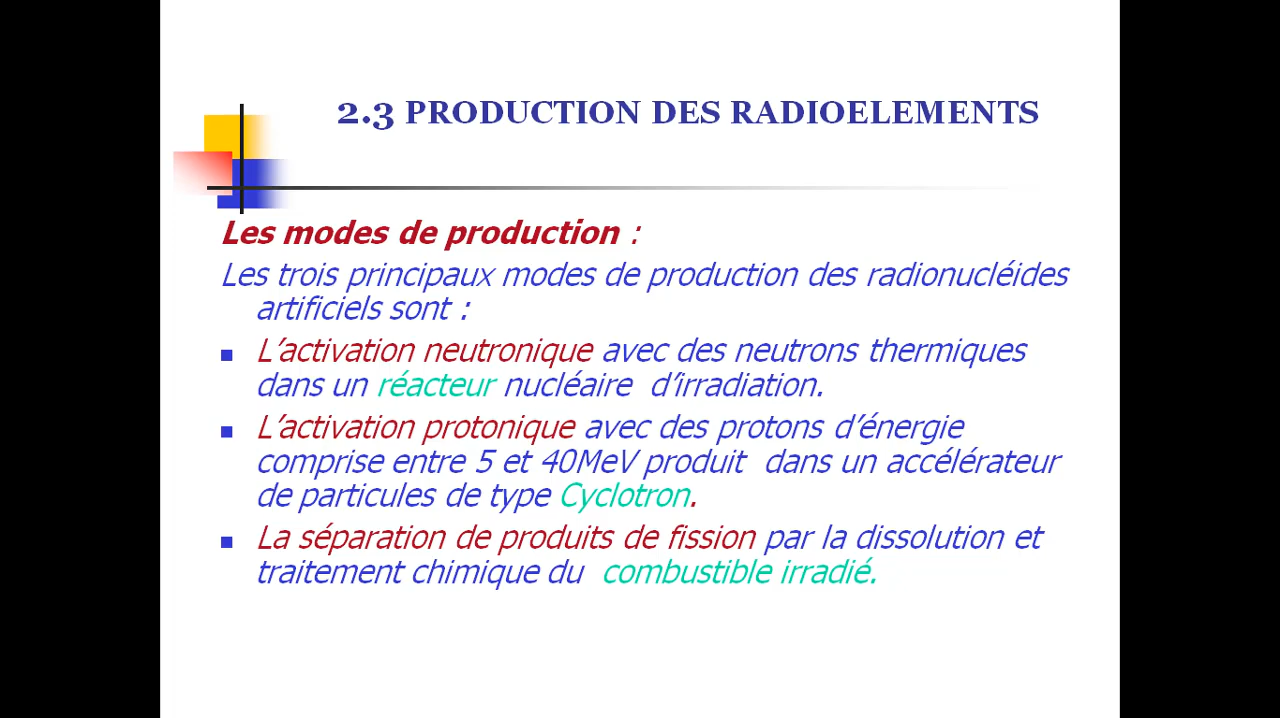 2.3 PRODUCTION DES RADIOELEMENTS
Les modes de production :
Les trois principaux modes de production des radionucléides
artificiels sont :
L’activation neutronique avec des neutrons thermiques
dans un réacteur nucléaire d’irradiation.
L’activation protonique avec des protons d’énergie
comprise entre 5 et 40MeV produit dans un accélérateur
de particules de type Cyclotron.
La séparation de produits de fission par la dissolution et
traitement chimique du combustible irradié.